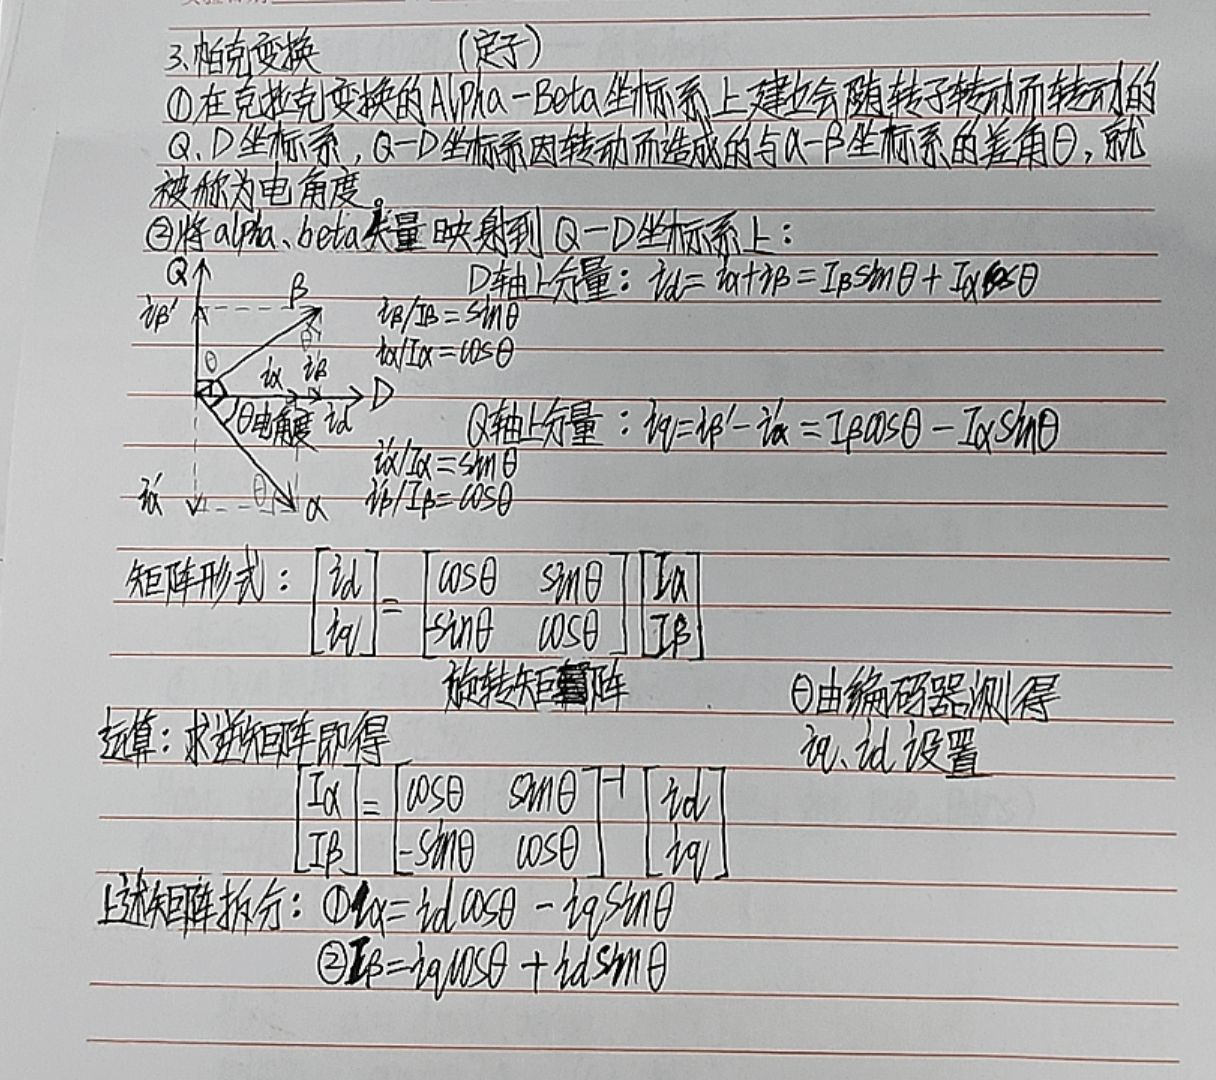 3.帕克变换 (定子)
①在克拉克变换的Alpha-Beta坐标系上建立会随转子转动而转动的
Q、D坐标系，Q-D坐标系因转动而造成的与α-β坐标系的差角θ，就
被称为电角度。
②将alpha、beta矢量映射到Q-D坐标系上：
D轴上分量：id=iα+iβ=Iβsinθ+Iαcosθ
Q
β
iβ'
iβ/Iβ=sinθ
θ
θ
iα/Iα=cosθ
iα iβ
D
θ电角度 id
Q轴上分量：iq=iβ'-iα'=Iβcosθ-Iαsinθ
iα'/Iα=sinθ
iα' θ α
iβ'/Iβ=cosθ
矩阵形式：[id iq]=[cosθ sinθ -sinθ cosθ][Iα Iβ]
旋转矩阵
θ由编码器测得
iq、id设置
运算：求逆矩阵即得
[Iα Iβ]=[cosθ sinθ -sinθ cosθ]⁻¹[id iq]
上述矩阵拆分：①Iα=idcosθ-iqsinθ
②Iβ=iqcosθ+idsinθ